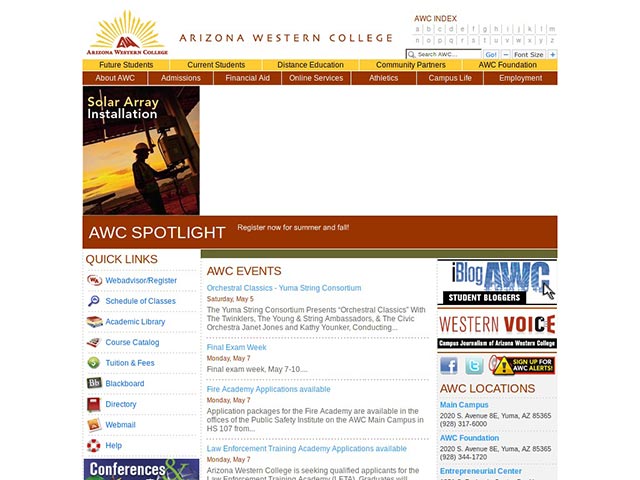 ARIZONA WESTERN COLLEGE
ARIZONA WESTERN COLLEGE
AWC INDEX
a b c d e f g h i j k l m
n o p q r s t u v w x y z
Search AWC... Go! − Font Size +
Future Students Current Students Distance Education Community Partners AWC Foundation
About AWC Admissions Financial Aid Online Services Athletics Campus Life Employment
Solar Array
Installation
AWC SPOTLIGHT
Register now for summer and fall!
QUICK LINKS
Webadvisor/Register
Schedule of Classes
Academic Library
Course Catalog
Tuition & Fees
Bb Blackboard
Directory
Webmail
Help
Conferences&
AWC EVENTS
Orchestral Classics - Yuma String Consortium
Saturday, May 5
The Yuma String Consortium Presents “Orchestral Classics” With
The Twinklers, The Young & String Ambassadors, & The Civic
Orchestra Janet Jones and Kathy Younker, Conducting...
Final Exam Week
Monday, May 7
Final exam week, May 7-10....
Fire Academy Applications available
Monday, May 7
Application packages for the Fire Academy are available in the
offices of the Public Safety Institute on the AWC Main Campus in
HS 107 from...
Law Enforcement Training Academy Applications available
Monday, May 7
Arizona Western College is seeking qualified applicants for the
Law Enforcement Training Academy (LETA). Graduates will
iBlog AWC
STUDENT BLOGGERS
WESTERN VOICE
Campus Journalism of Arizona Western College
SIGN UP FOR
AWC ALERTS!
AWC LOCATIONS
Main Campus
2020 S. Avenue 8E, Yuma, AZ 85365
(928) 317-6000
AWC Foundation
2020 S. Avenue 8E, Yuma, AZ 85365
(928) 344-1720
Entrepreneurial Center